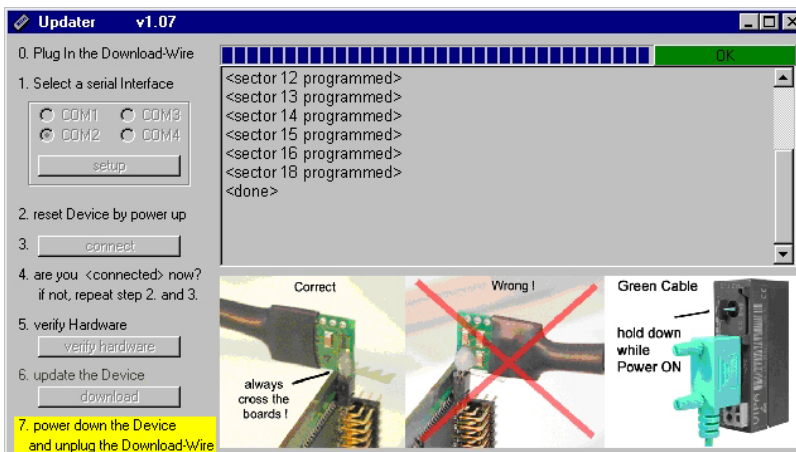 Updater v1.07
0. Plug In the Download-Wire
OK
1. Select a serial Interface
COM1 COM3
COM2 COM4
setup
2. reset Device by power up
3. connect
4. are you <connected> now?
if not, repeat step 2. and 3.
5. verify Hardware
verify hardware
6. update the Device
download
7. power down the Device
and unplug the Download-Wire
<sector 12 programmed>
<sector 13 programmed>
<sector 14 programmed>
<sector 15 programmed>
<sector 16 programmed>
<sector 18 programmed>
<done>
Correct
always
cross the
boards !
Wrong !
Green Cable
hold down
while
Power ON